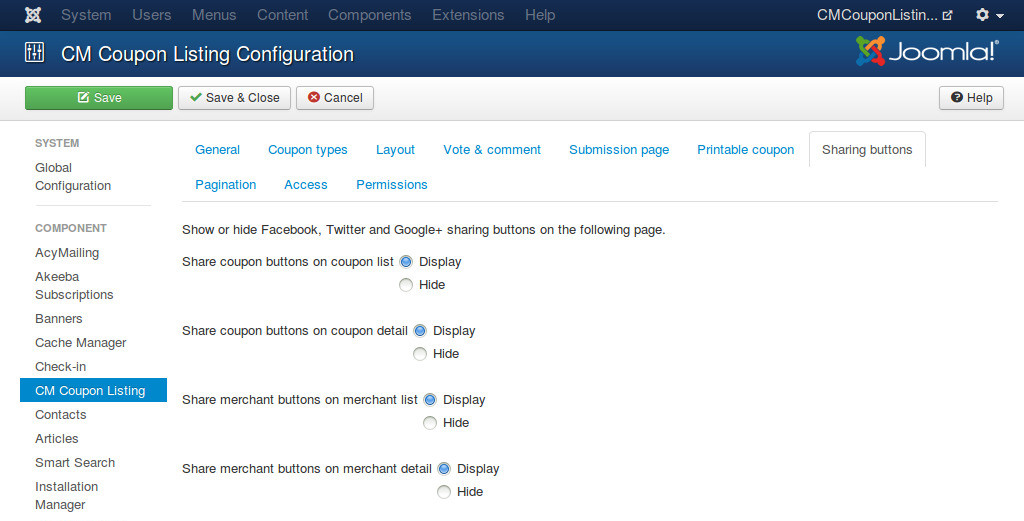 System Users Menus Content Components Extensions Help CMCouponListin...
CM Coupon Listing Configuration Joomla!®
Save Save & Close Cancel Help
SYSTEM
Global
Configuration
COMPONENT
AcyMailing
Akeeba
Subscriptions
Banners
Cache Manager
Check-in
CM Coupon Listing
Contacts
Articles
Smart Search
Installation
Manager
General Coupon types Layout Vote & comment Submission page Printable coupon Sharing buttons
Pagination Access Permissions
Show or hide Facebook, Twitter and Google+ sharing buttons on the following page.
Share coupon buttons on coupon list Display
Hide
Share coupon buttons on coupon detail Display
Hide
Share merchant buttons on merchant list Display
Hide
Share merchant buttons on merchant detail Display
Hide